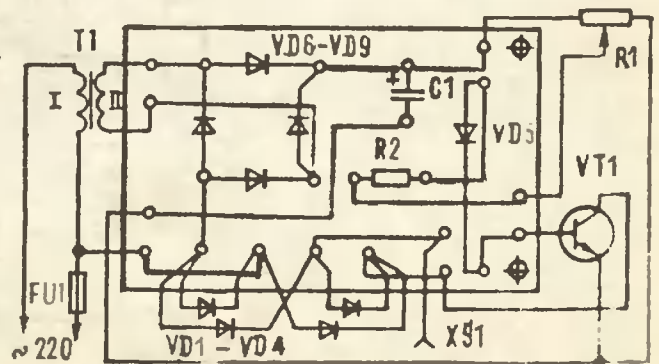 T1
VD6-VD9
R1
I
II
+
C1
VD5
R2
VT1
FU1
~220
VD1 - VD4
XS1